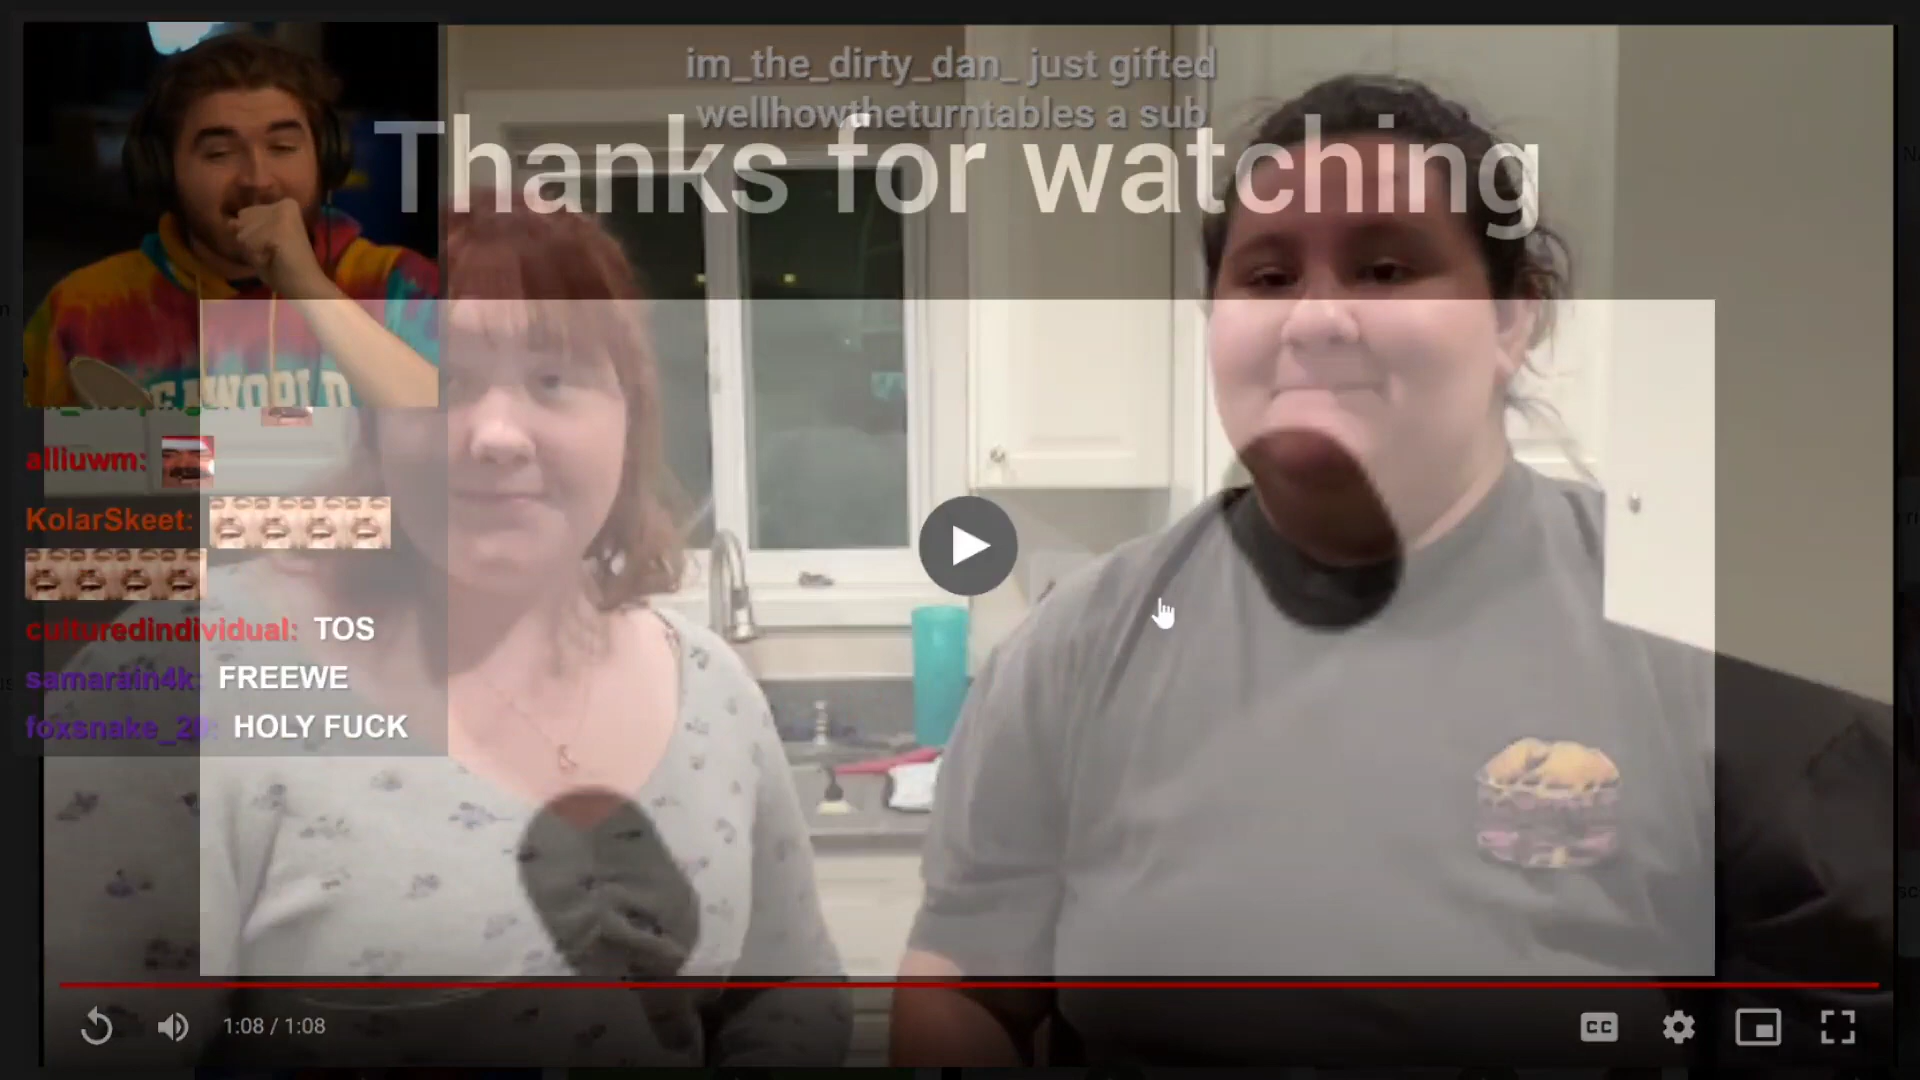 im_the_dirty_dan_ just gifted
wellhowtheturntables a sub
Thanks for watching
alliuwm:
KolarSkeet:
culturedindividual: TOS
samarain4k: FREEWE
HOLY FUCK
1:08 / 1:08
CC